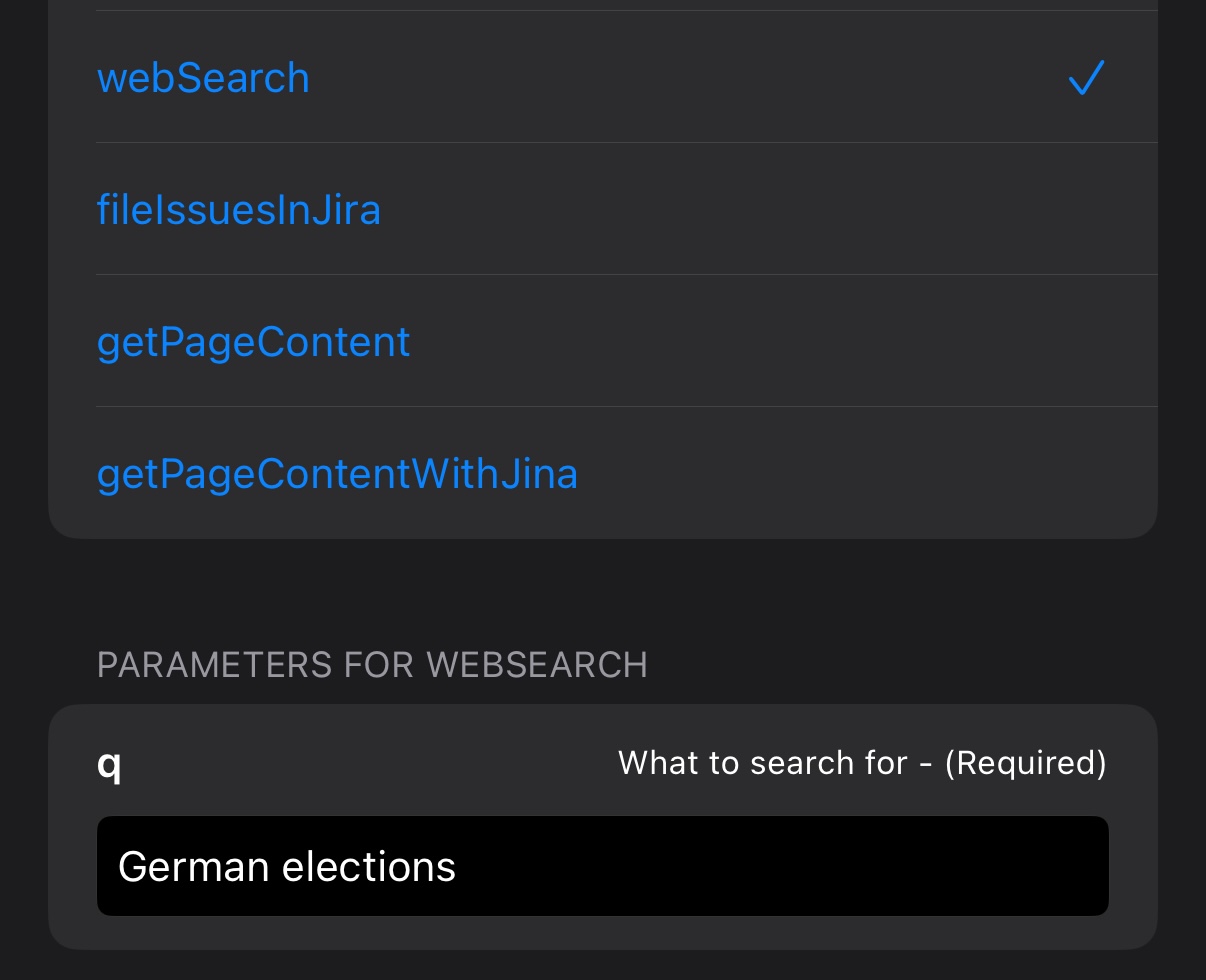 webSearch
fileIssuesInJira
getPageContent
getPageContentWithJina
PARAMETERS FOR WEBSEARCH
q What to search for - (Required)
German elections